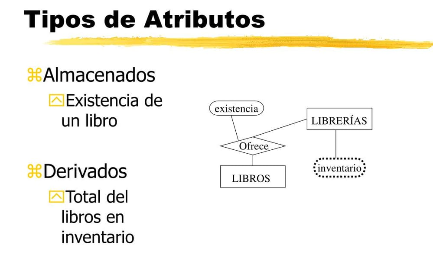 Tipos de Atributos
Almacenados
Existencia de
un libro
Derivados
Total del
libros en
inventario
existencia
LIBRERÍAS
Ofrece
LIBROS
inventario